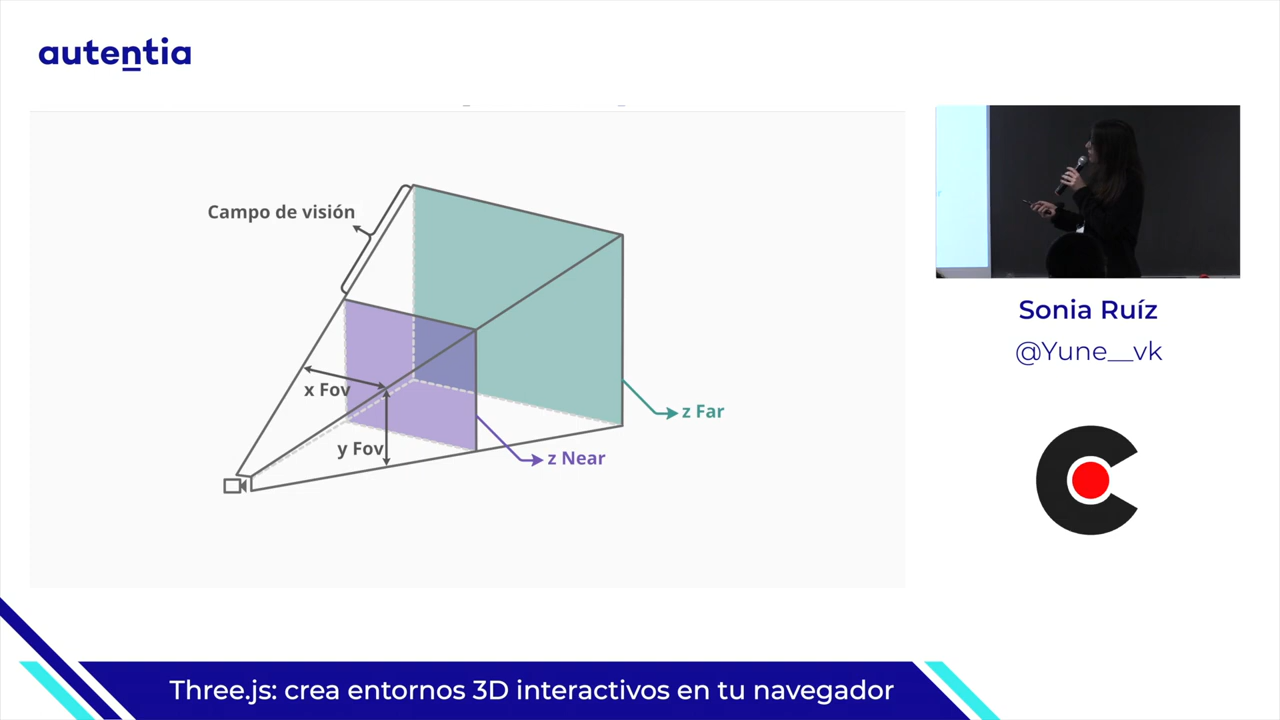 autentia
Campo de visión
x Fov
y Fov
z Far
z Near
Sonia Ruíz
@Yune__vk
Three.js: crea entornos 3D interactivos en tu navegador